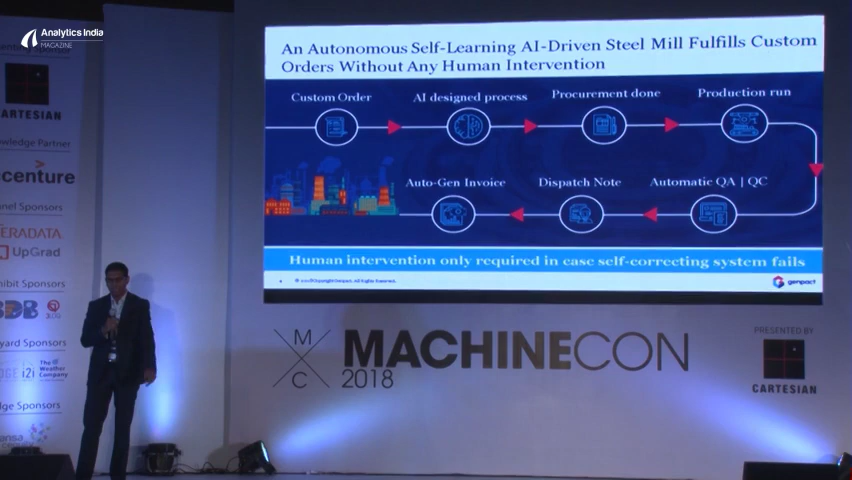 Analytics India
MAGAZINE
An Autonomous Self-Learning AI-Driven Steel Mill Fulfills Custom
Orders Without Any Human Intervention
Custom Order
AI designed process
Procurement done
Production run
Auto-Gen Invoice
Dispatch Note
Automatic QA | QC
Human intervention only required in case self-correcting system fails
genpact
M
C
MACHINECON
2018
PRESENTED BY
CARTESIAN
CARTESIAN
owledge Partner
centure
nel Sponsors
ERADATA
UpGrad
hibit Sponsors
BDB
yard Sponsors
The
Weather
Company
dge Sponsors